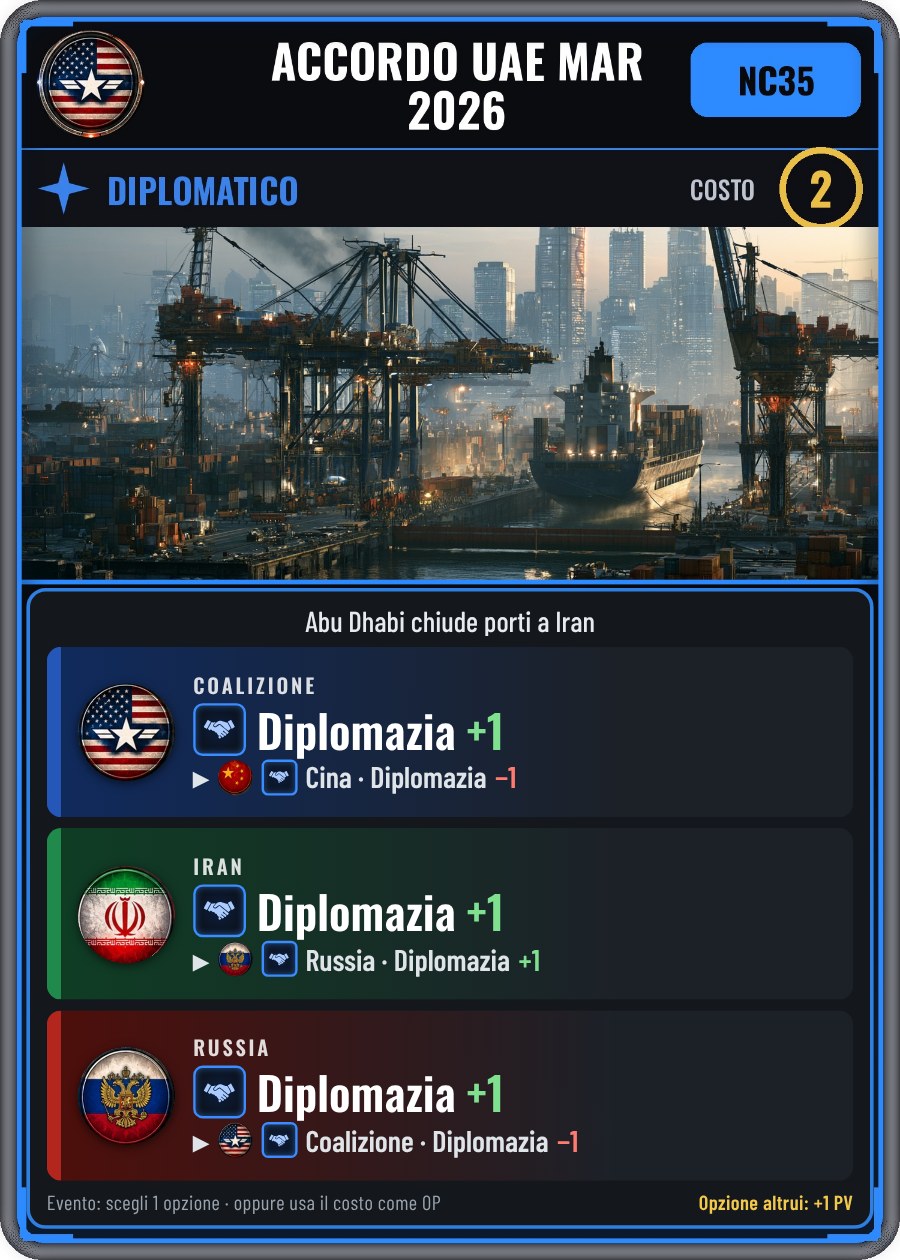 ACCORDO UAE MAR
2026
NC35
DIPLOMATICO
COSTO
2
Abu Dhabi chiude porti a Iran
COALIZIONE
Diplomazia +1
▶ Cina · Diplomazia −1
IRAN
Diplomazia +1
▶ Russia · Diplomazia +1
RUSSIA
Diplomazia +1
▶ Coalizione · Diplomazia −1
Evento: scegli 1 opzione · oppure usa il costo come OP
Opzione altrui: +1 PV